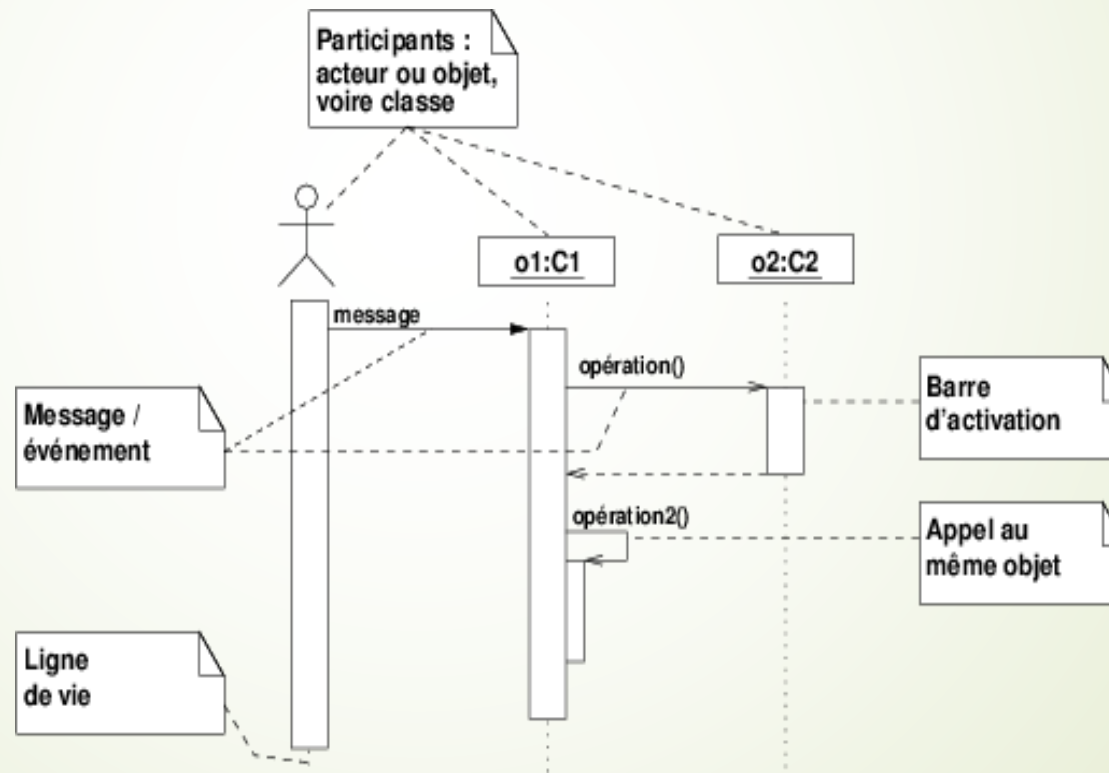 Participants :
acteur ou objet,
voire classe
o1:C1
o2:C2
message
opération()
Barre
d'activation
Message /
événement
opération2()
Appel au
même objet
Ligne
de vie